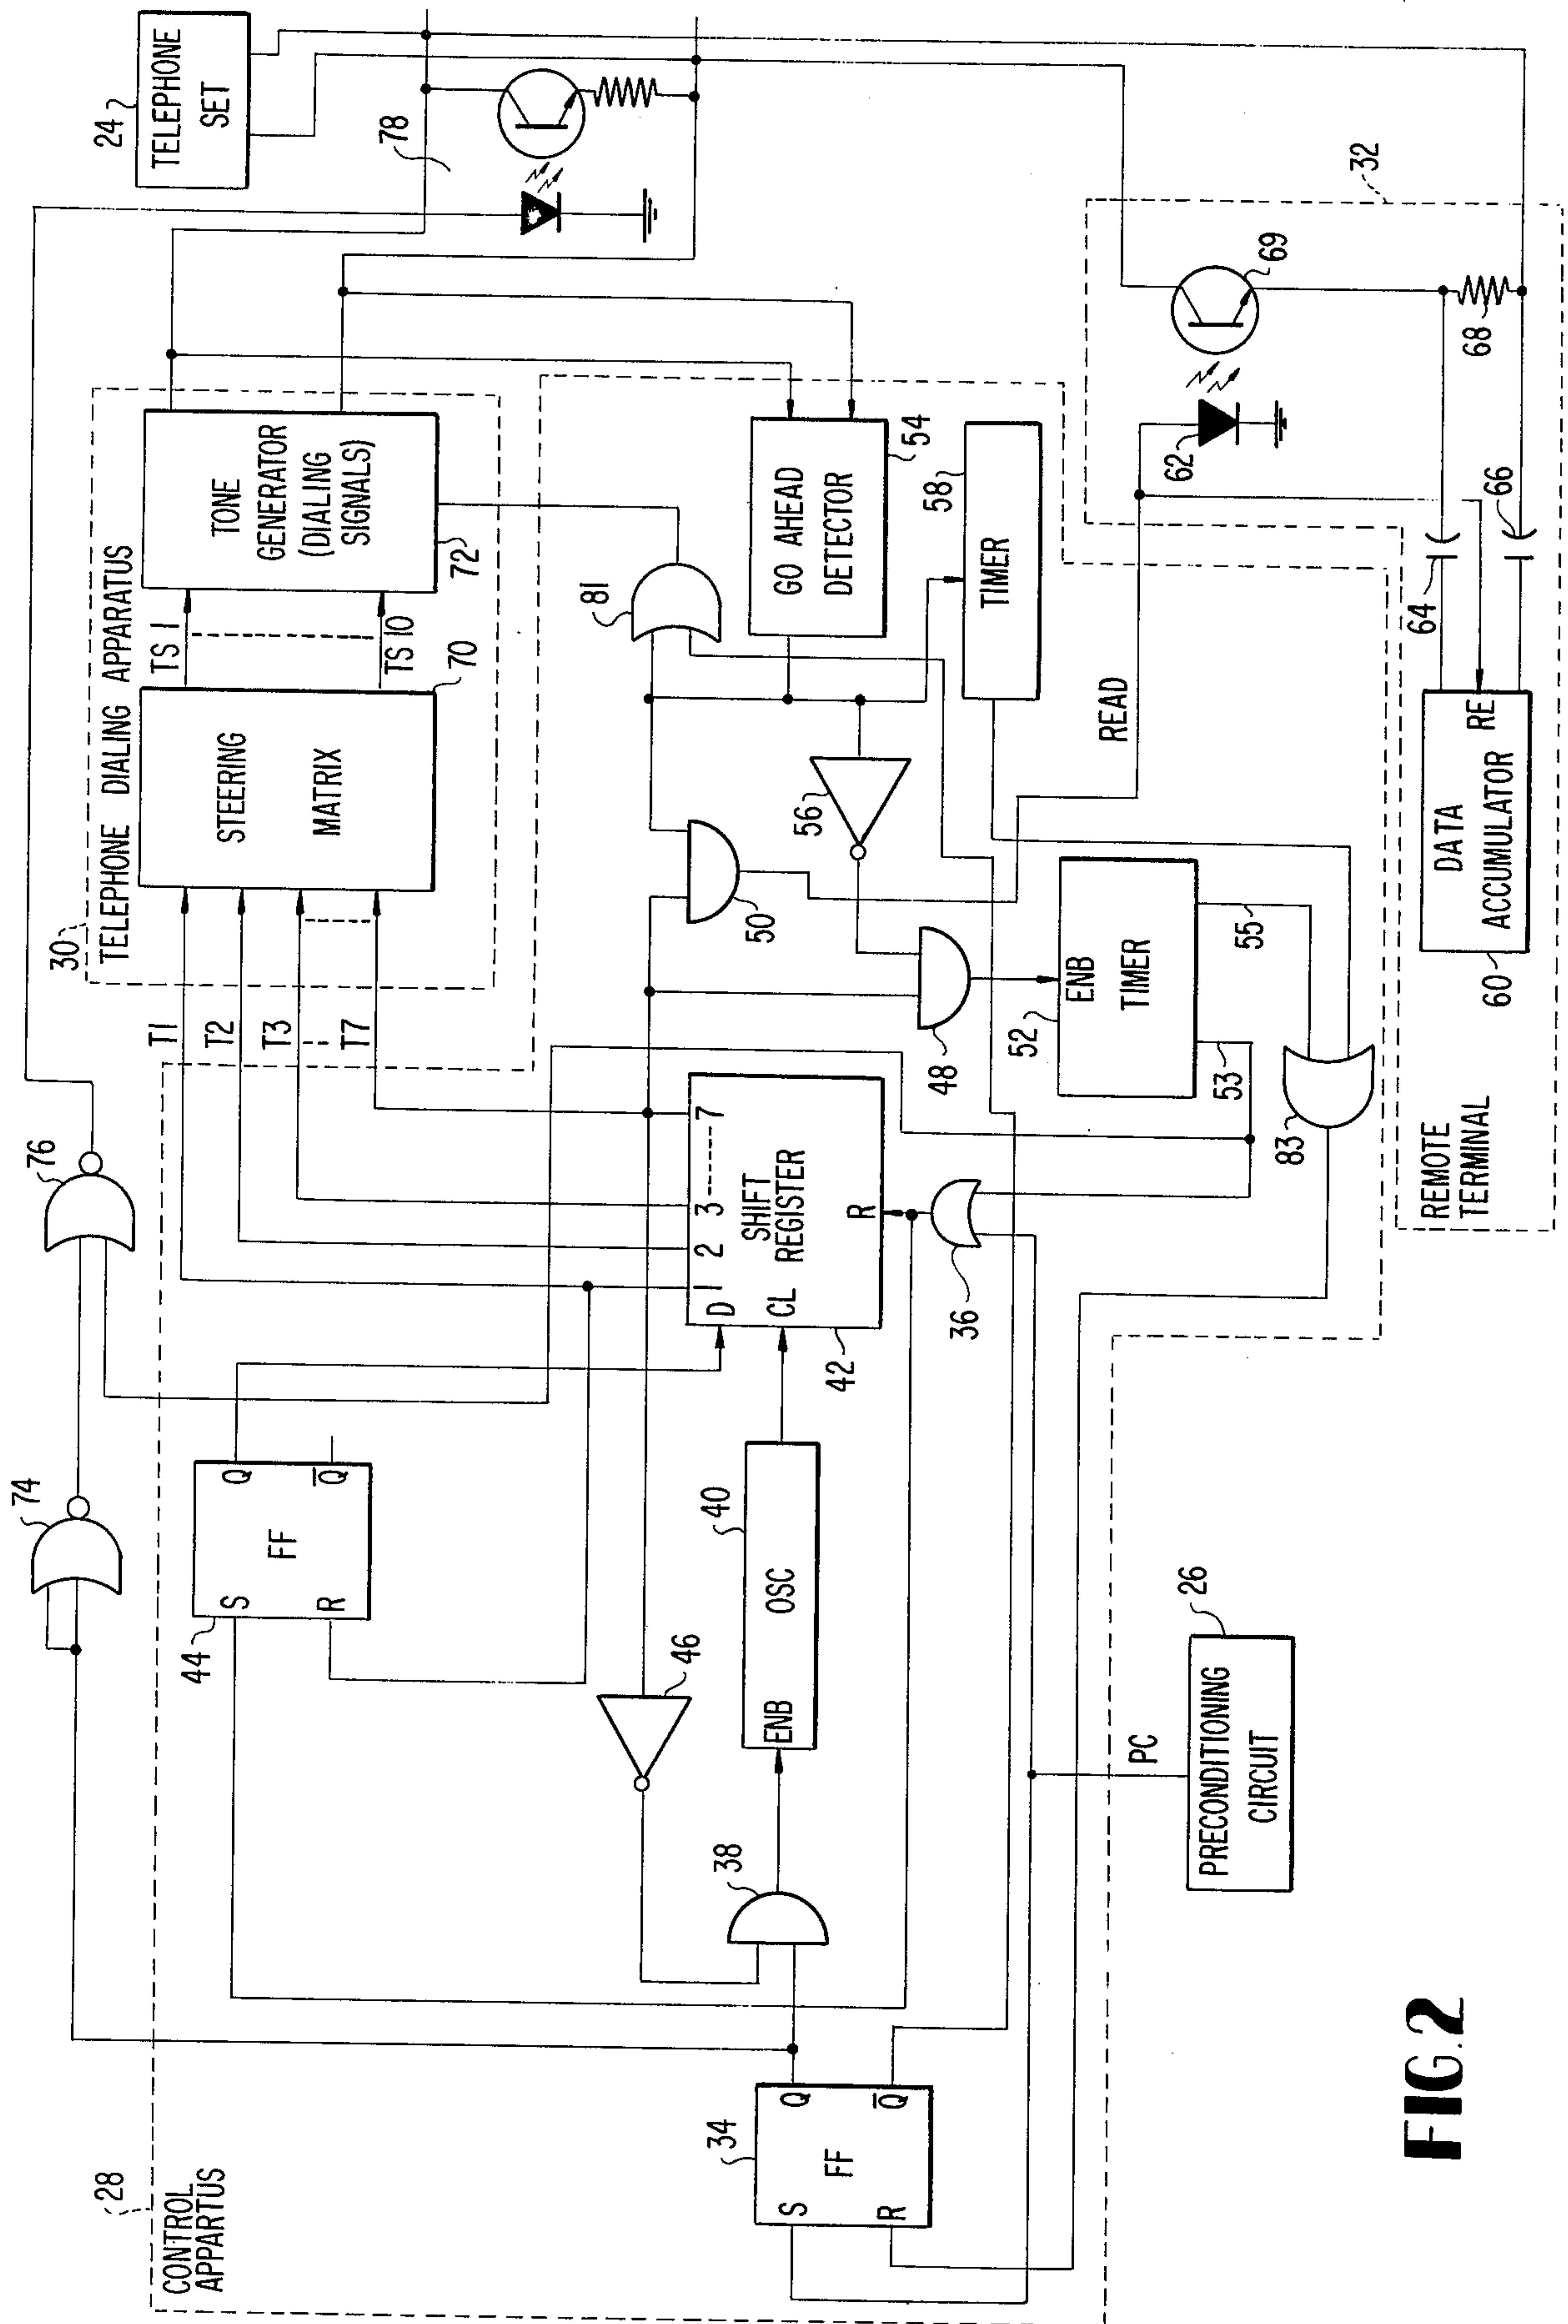 28
CONTROL
APPARTUS
74
76
30
TELEPHONE DIALING APPARATUS
24
TELEPHONE
SET
44
S
R
FF
Q
Q̅
T1
T2
T3
T7
STEERING
MATRIX
70
TS 1
TS 10
TONE
GENERATOR
(DIALING
SIGNALS)
72
78
34
S
R
FF
Q
Q̅
38
46
40
ENB OSC
42
D 1 2 3 7
CL SHIFT
REGISTER
R
36
50
48
56
81
GO AHEAD
DETECTOR
54
58
TIMER
52
ENB
TIMER
53
55
83
READ
PC
26
PRECONDITIONING
CIRCUIT
REMOTE
TERMINAL
32
60
DATA
ACCUMULATOR
RE
64
66
62
68
69
FIG.2